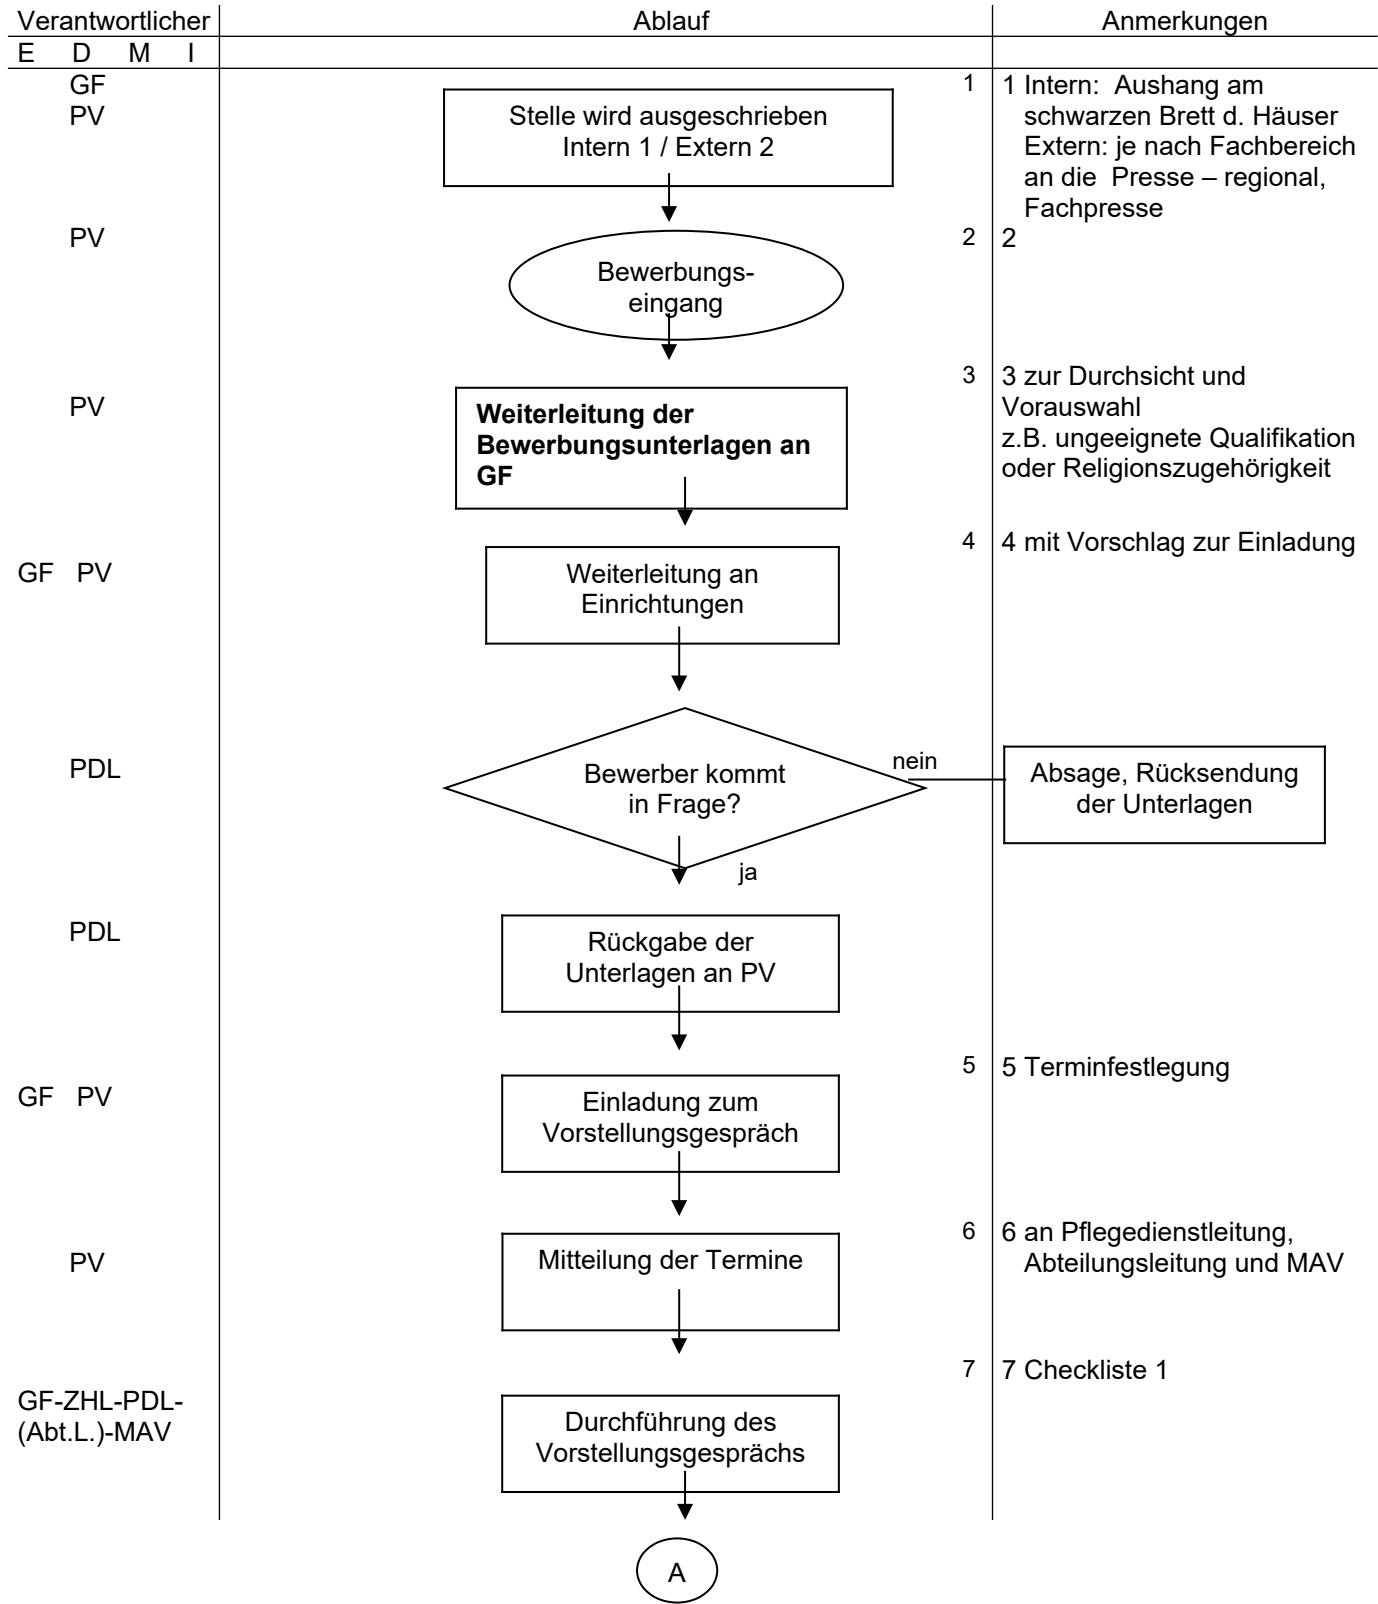 Verantwortlicher Ablauf Anmerkungen
E D M I
GF
PV
Stelle wird ausgeschrieben
Intern 1 / Extern 2
1
1 Intern: Aushang am
schwarzen Brett d. Häuser
Extern: je nach Fachbereich
an die Presse – regional,
Fachpresse
PV
Bewerbungs-
eingang
2
2
PV
Weiterleitung der
Bewerbungsunterlagen an
GF
3
3 zur Durchsicht und
Vorauswahl
z.B. ungeeignete Qualifikation
oder Religionszugehörigkeit
GF PV
Weiterleitung an
Einrichtungen
4
4 mit Vorschlag zur Einladung
PDL
Bewerber kommt
in Frage?
nein
Absage, Rücksendung
der Unterlagen
ja
PDL
Rückgabe der
Unterlagen an PV
GF PV
Einladung zum
Vorstellungsgespräch
5
5 Terminfestlegung
PV
Mitteilung der Termine
6
6 an Pflegedienstleitung,
Abteilungsleitung und MAV
GF-ZHL-PDL-
(Abt.L.)-MAV
Durchführung des
Vorstellungsgesprächs
7
7 Checkliste 1
A